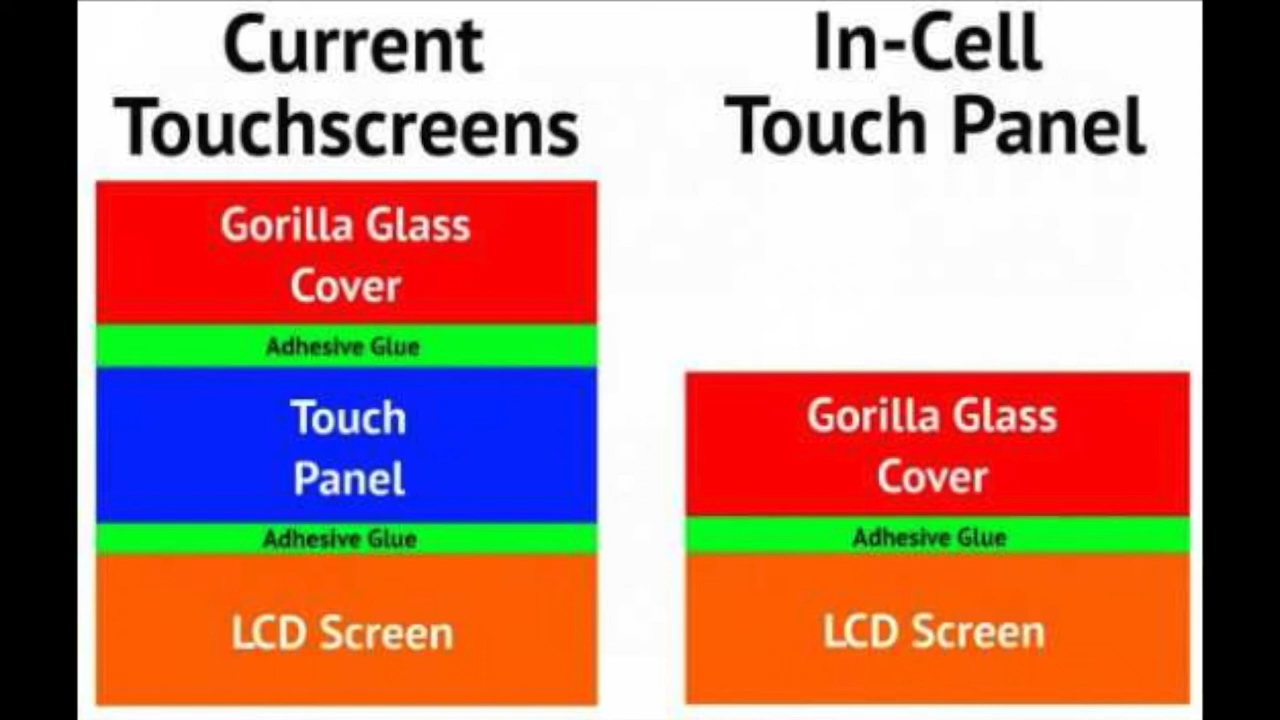 Current
Touchscreens
Gorilla Glass
Cover
Adhesive Glue
Touch
Panel
Adhesive Glue
LCD Screen
In-Cell
Touch Panel
Gorilla Glass
Cover
Adhesive Glue
LCD Screen